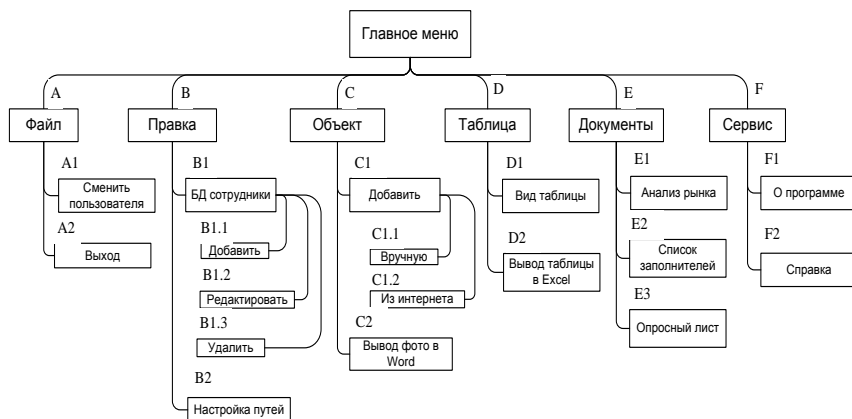 Главное меню
A
B
C
D
E
F
Файл
Правка
Объект
Таблица
Документы
Сервис
A1
Сменить
пользователя
A2
Выход
B1
БД сотрудники
B1.1
Добавить
B1.2
Редактировать
B1.3
Удалить
B2
Настройка путей
C1
Добавить
C1.1
Вручную
C1.2
Из интернета
C2
Вывод фото в
Word
D1
Вид таблицы
D2
Вывод таблицы
в Excel
E1
Анализ рынка
E2
Список
заполнителей
E3
Опросный лист
F1
О программе
F2
Справка